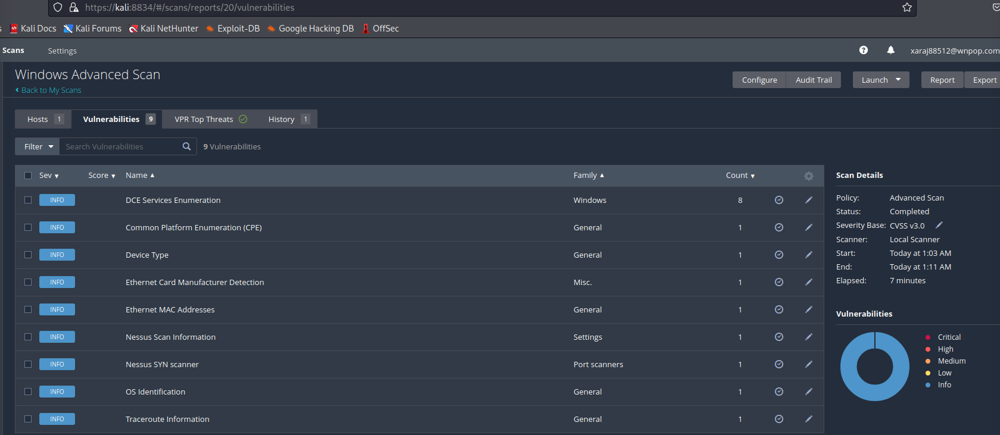 https://kali:8834/#/scans/reports/20/vulnerabilities
s Kali Docs Kali Forums Kali NetHunter Exploit-DB Google Hacking DB OffSec
Scans Settings xaraj88512@wnpop.com
Windows Advanced Scan
Back to My Scans
Configure Audit Trail Launch Report Export
Hosts 1 Vulnerabilities 9 VPR Top Threats History 1
Filter Search Vulnerabilities 9 Vulnerabilities
Sev Score Name Family Count
INFO DCE Services Enumeration Windows 8
INFO Common Platform Enumeration (CPE) General 1
INFO Device Type General 1
INFO Ethernet Card Manufacturer Detection Misc. 1
INFO Ethernet MAC Addresses General 1
INFO Nessus Scan Information Settings 1
INFO Nessus SYN scanner Port scanners 1
INFO OS Identification General 1
INFO Traceroute Information General 1
Scan Details
Policy: Advanced Scan
Status: Completed
Severity Base: CVSS v3.0
Scanner: Local Scanner
Start: Today at 1:03 AM
End: Today at 1:11 AM
Elapsed: 7 minutes
Vulnerabilities
Critical
High
Medium
Low
Info